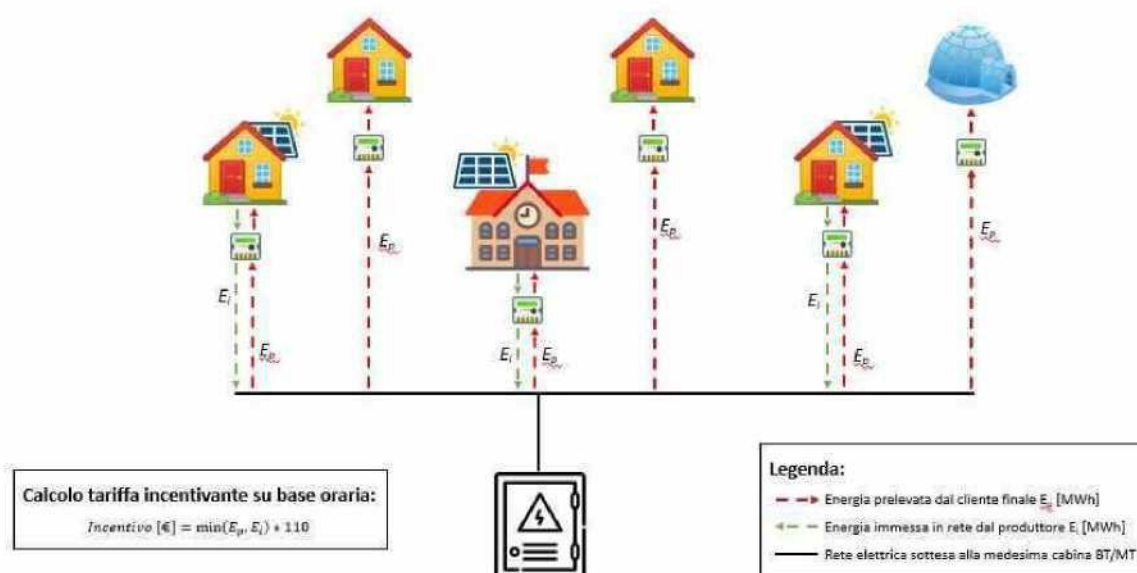 E_p
E_p
E_p
E_i
E_i
E_i
E_p
E_p
E_p
Calcolo tariffa incentivante su base oraria:
Incentivo [€] = min(E_p, E_i) * 110
Legenda:
Energia prelevata dal cliente finale E_p [MWh]
Energia immessa in rete dal produttore E_i [MWh]
Rete elettrica sottesa alla medesima cabina BT/MT